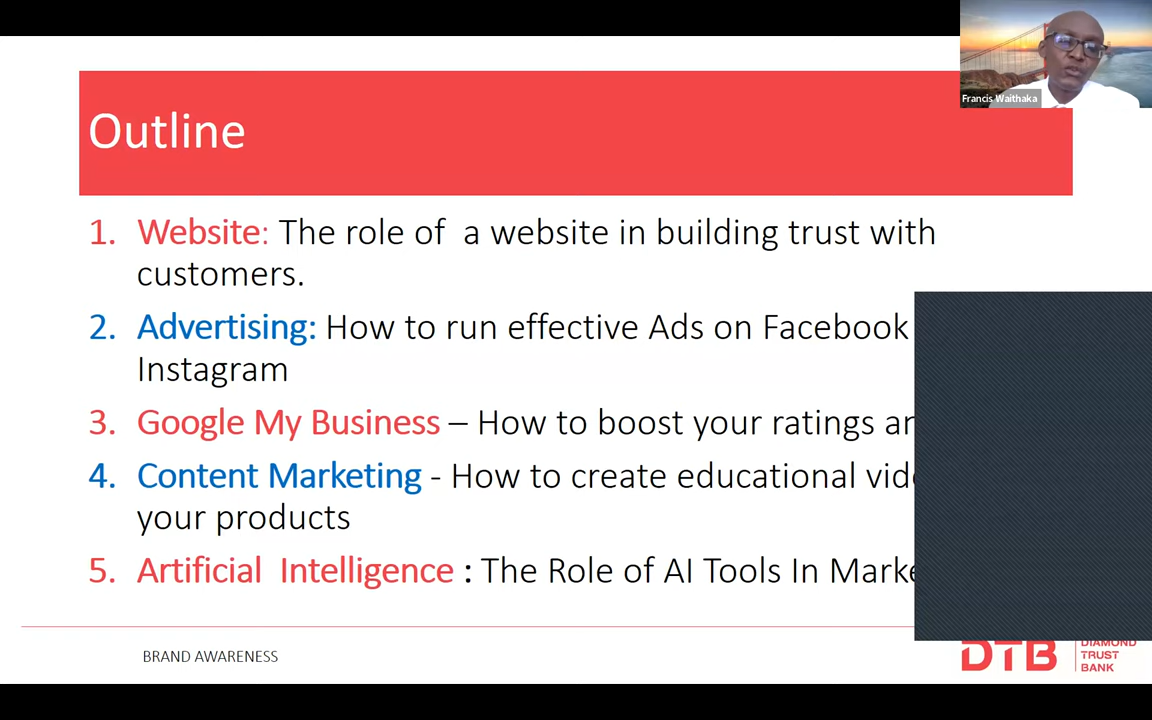 Francis Waithaka
Outline
1. Website: The role of a website in building trust with
customers.
2. Advertising: How to run effective Ads on Facebook
Instagram
3. Google My Business – How to boost your ratings
4. Content Marketing - How to create educational
your products
5. Artificial Intelligence : The Role of AI Tools In
BRAND AWARENESS
DTB
DIAMOND
TRUST
BANK